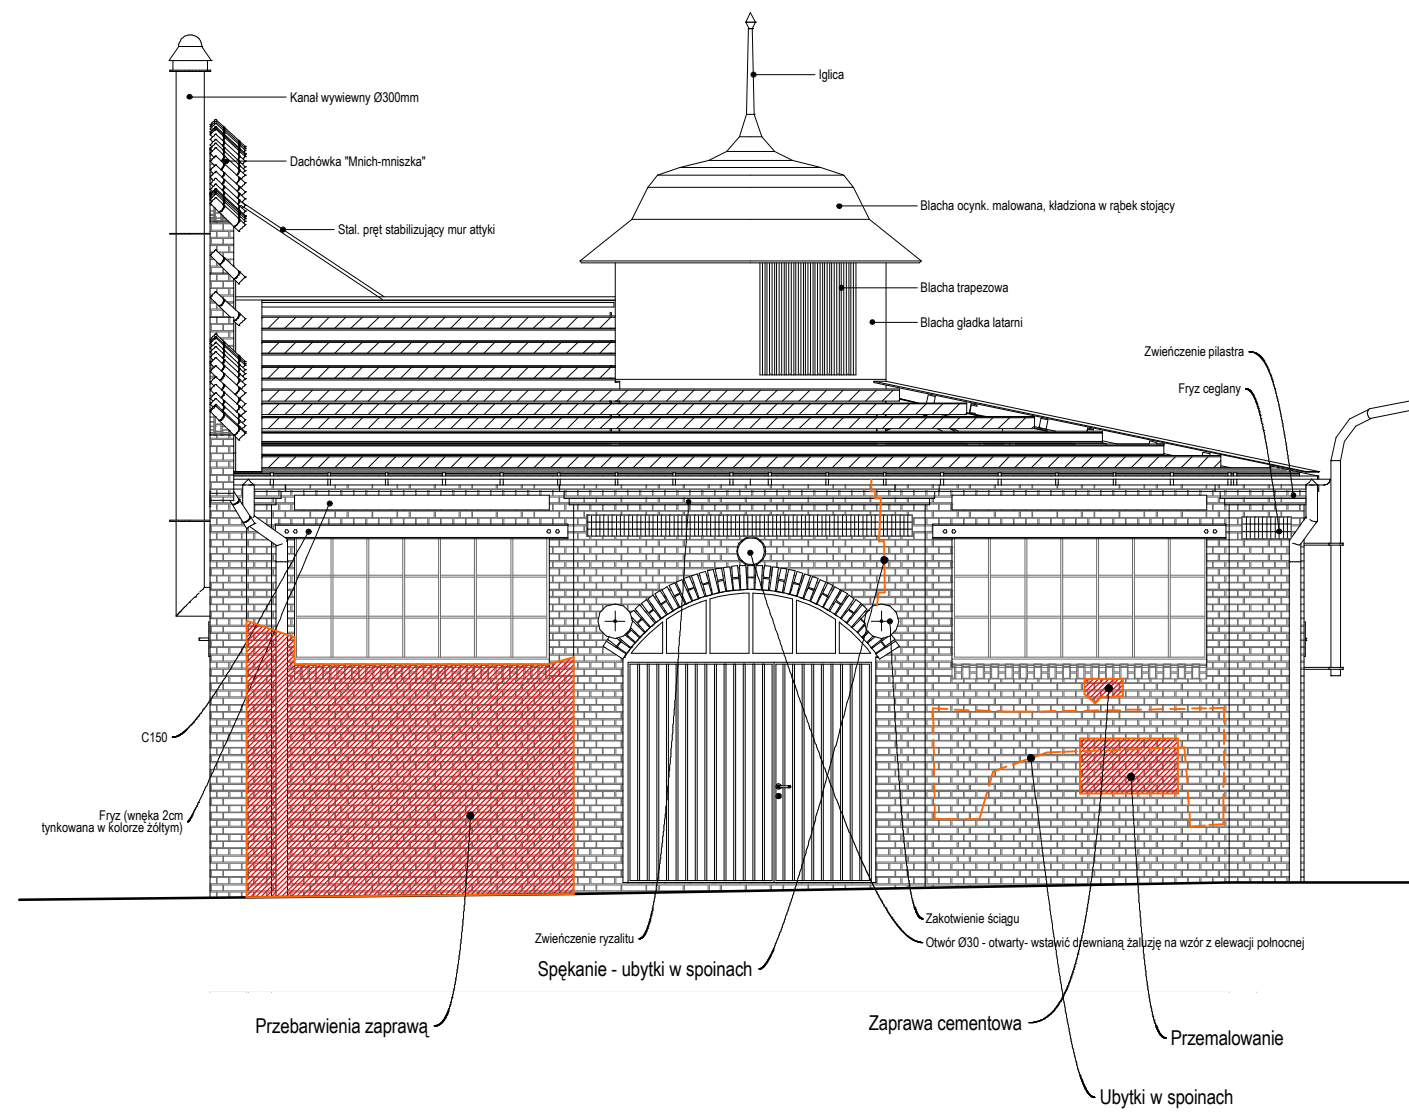 Iglica
Kanał wywiewny Ø300mm
Dachówka "Mnich-mniszka"
Blacha ocynk. malowana, kładziona w rąbek stojący
Stal. pręt stabilizujący mur attyki
Blacha trapezowa
Blacha gładka latarni
Zwieńczenie pilastra
Fryz ceglany
C150
Fryz (wnęka 2cm
tynkowana w kolorze żółtym)
Zakotwienie ściągu
Zwieńczenie ryzalitu
Otwór Ø30 - otwarty- wstawić drewnianą żaluzję na wzór z elewacji połnocnej
Spękanie - ubytki w spoinach
Przebarwienia zaprawą
Zaprawa cementowa
Przemalowanie
Ubytki w spoinach